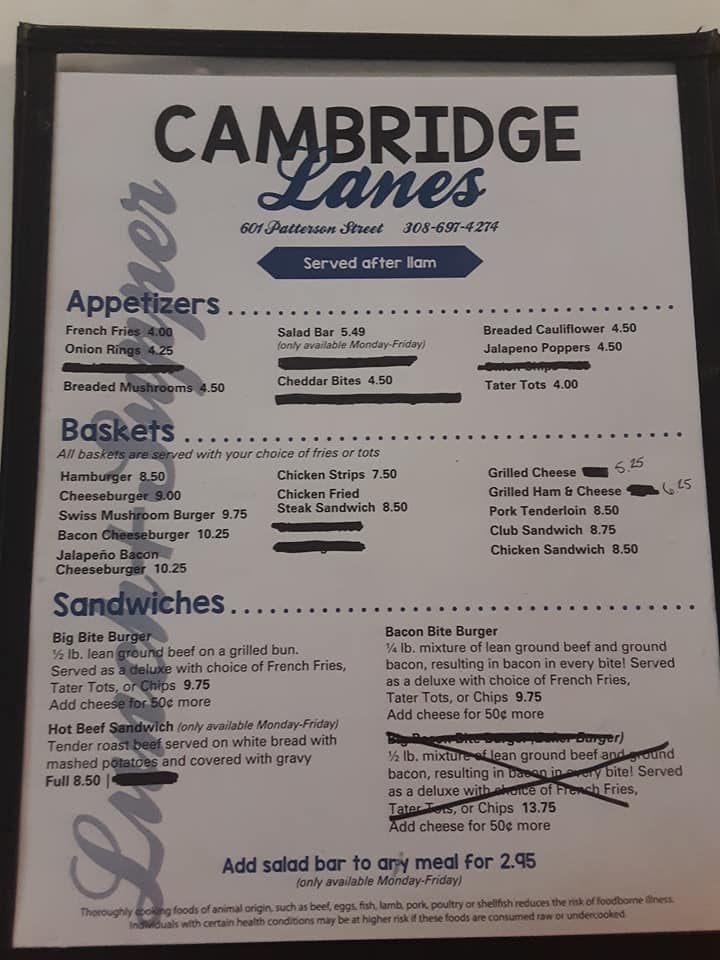 CAMBRIDGE
Lanes
601 Patterson Street 308-697-4274
Served after 11am
Lunch & Supper
Appetizers
French Fries 4.00
Onion Rings 4.25
Breaded Mushrooms 4.50
Salad Bar 5.49
(only available Monday-Friday)
Cheddar Bites 4.50
Breaded Cauliflower 4.50
Jalapeno Poppers 4.50
Tater Tots 4.00
Baskets
All baskets are served with your choice of fries or tots
Hamburger 8.50
Cheeseburger 9.00
Swiss Mushroom Burger 9.75
Bacon Cheeseburger 10.25
Jalapeño Bacon
Cheeseburger 10.25
Chicken Strips 7.50
Chicken Fried
Steak Sandwich 8.50
Grilled Cheese 5.25
Grilled Ham & Cheese 6.25
Pork Tenderloin 8.50
Club Sandwich 8.75
Chicken Sandwich 8.50
Sandwiches
Big Bite Burger
½ lb. lean ground beef on a grilled bun.
Served as a deluxe with choice of French Fries,
Tater Tots, or Chips 9.75
Add cheese for 50¢ more
Hot Beef Sandwich (only available Monday-Friday)
Tender roast beef served on white bread with
mashed potatoes and covered with gravy
Full 8.50 |
Bacon Bite Burger
¼ lb. mixture of lean ground beef and ground
bacon, resulting in bacon in every bite! Served
as a deluxe with choice of French Fries,
Tater Tots, or Chips 9.75
Add cheese for 50¢ more
Big Bacon Bite Burger Burger)
½ lb. mixture of lean ground beef and ground
bacon, resulting in bacon in every bite! Served
as a deluxe with choice of French Fries,
Tater Tots, or Chips 13.75
Add cheese for 50¢ more
Add salad bar to any meal for 2.95
(only available Monday-Friday)
Thoroughly cooking foods of animal origin, such as beef, eggs, fish, lamb, pork, poultry or shellfish reduces the risk of foodborne illness.
Individuals with certain health conditions may be at higher risk if these foods are consumed raw or undercooked.